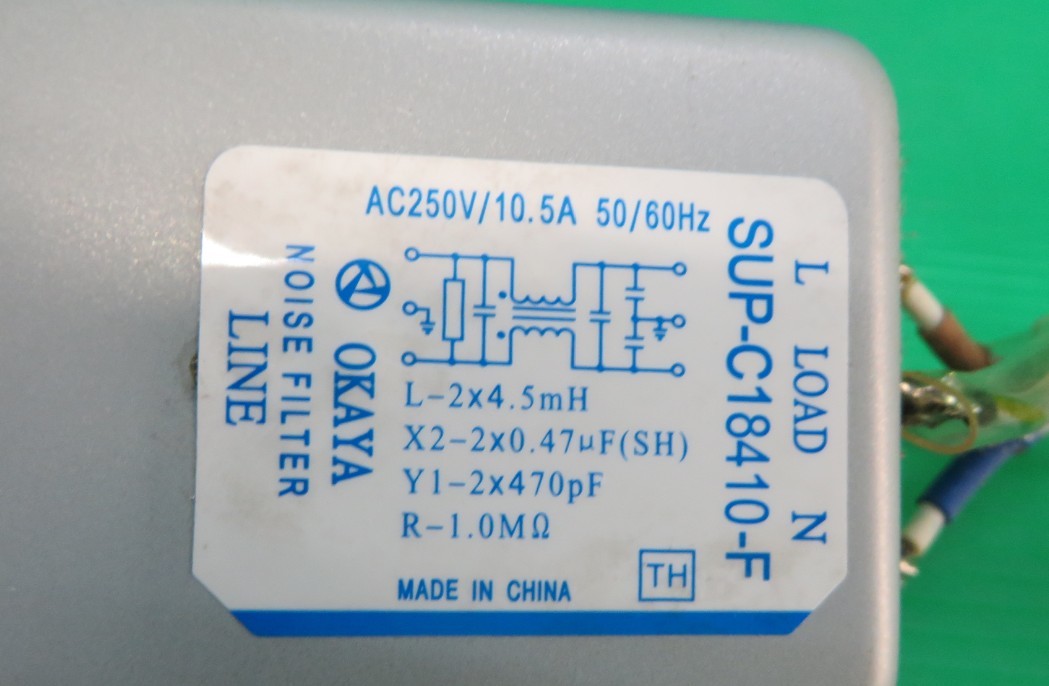 AC250V/10.5A 50/60Hz
L LOAD N
SUP-C18410-F
OKAYA
NOISE FILTER
LINE
L-2x4.5mH
X2-2x0.47μF(SH)
Y1-2x470pF
R-1.0MΩ
TH
MADE IN CHINA